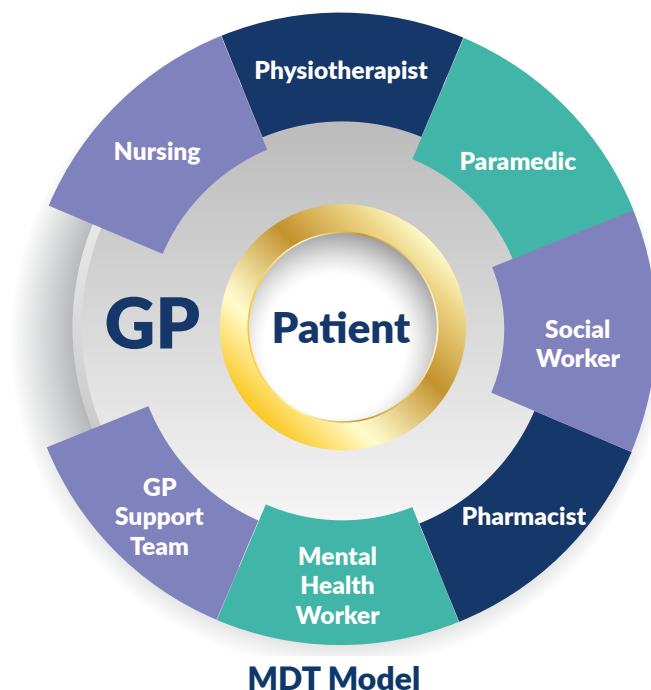 Physiotherapist
Nursing
Paramedic
GP
Patient
Social
Worker
GP
Support
Team
Pharmacist
Mental
Health
Worker
MDT Model